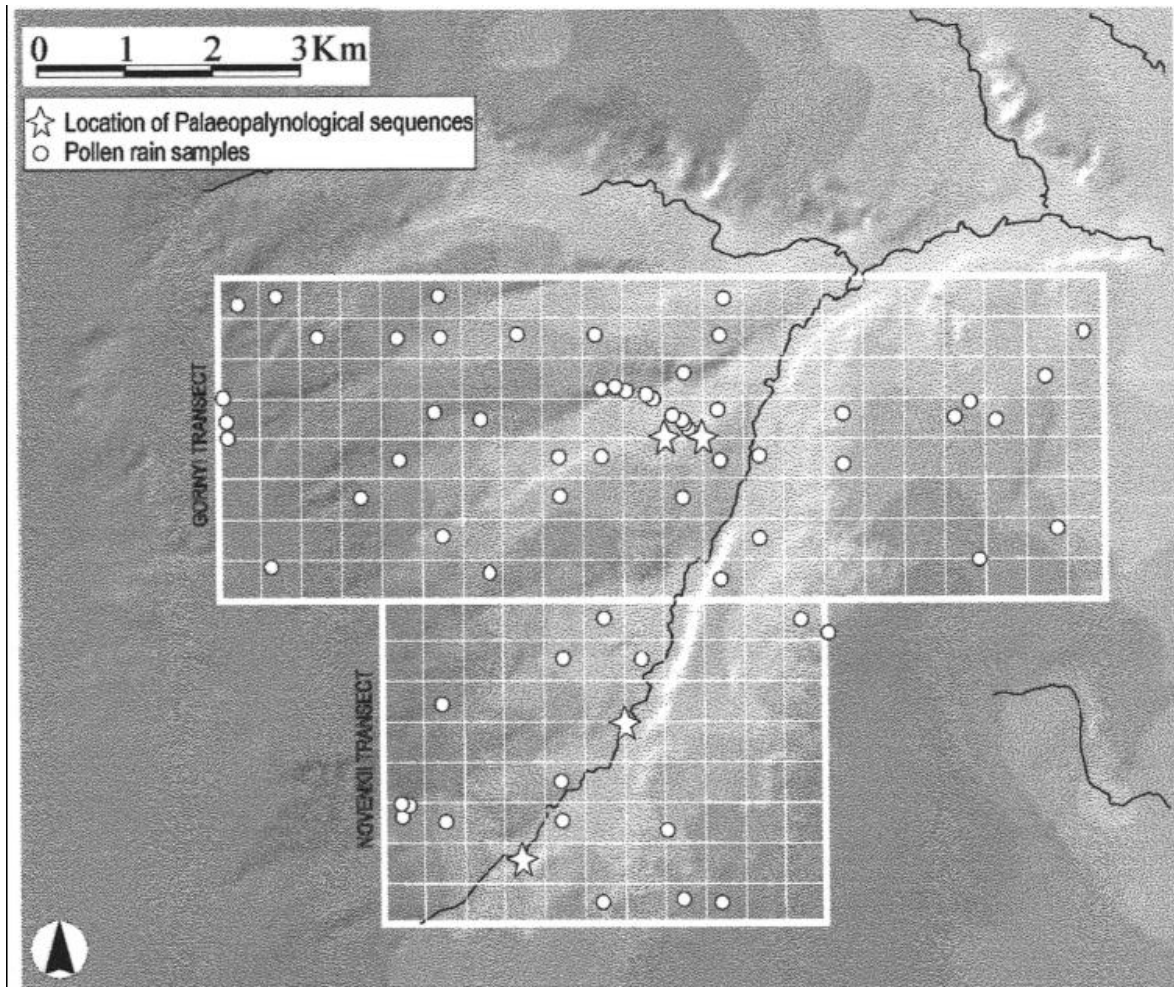 0 1 2 3Km
Location of Palaeopalynological sequences
Pollen rain samples
GORNYI TRANSECT
NOVENKII TRANSECT